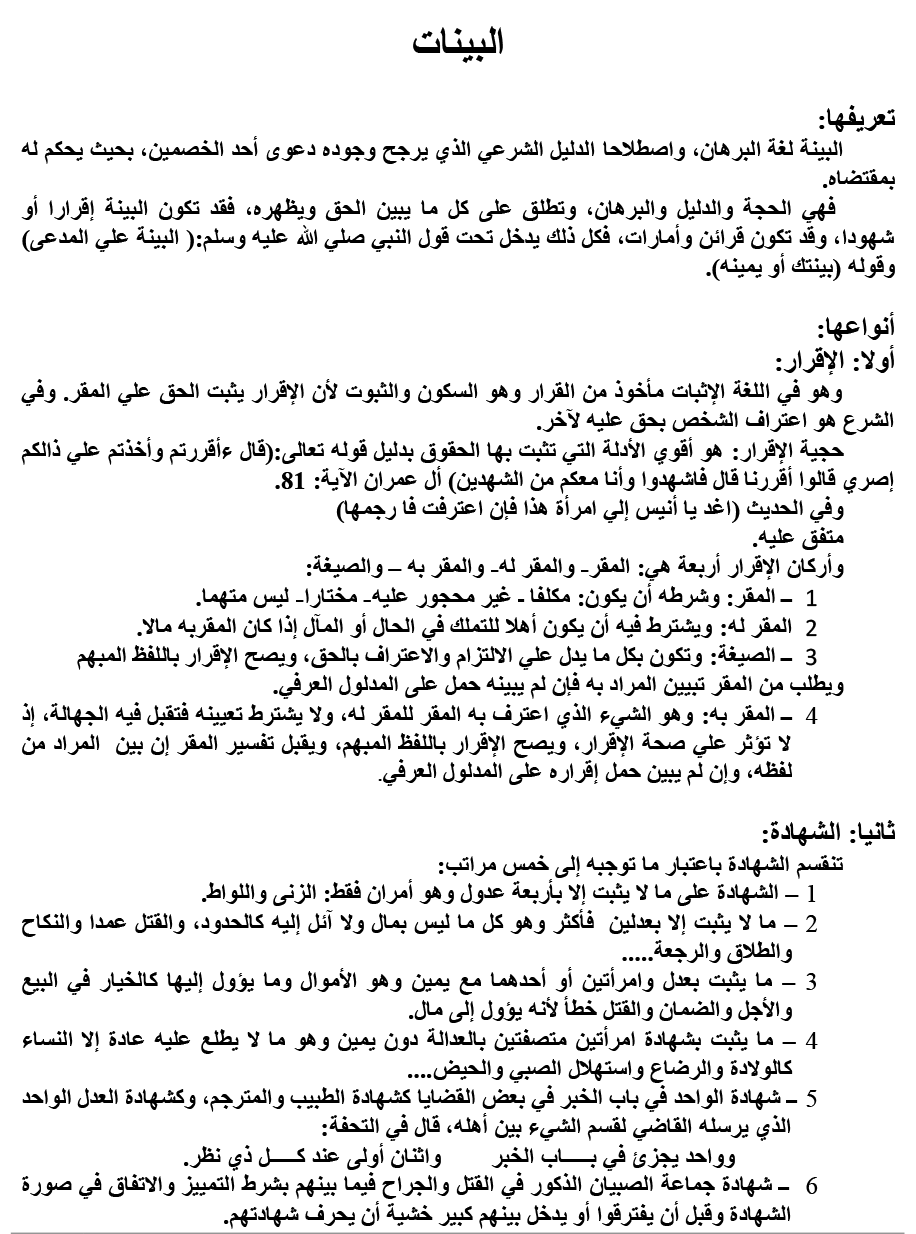 البينات
تعريفها:
البينة لغة البرهان، واصطلاحا الدليل الشرعي الذي يرجح وجوده دعوى أحد الخصمين، بحيث يحكم له
بمقتضاه.
فهي الحجة والدليل والبرهان، وتطلق على كل ما يبين الحق ويظهره، فقد تكون البينة إقرارا أو
شهودا، وقد تكون قرائن وأمارات، فكل ذلك يدخل تحت قول النبي صلي الله عليه وسلم:( البينة علي المدعى)
وقوله (بينتك أو يمينه).
أنواعها:
أولا: الإقرار:
وهو في اللغة الإثبات مأخوذ من القرار وهو السكون والثبوت لأن الإقرار يثبت الحق علي المقر. وفي
الشرع هو اعتراف الشخص بحق عليه لآخر.
حجية الإقرار: هو أقوي الأدلة التي تثبت بها الحقوق بدليل قوله تعالى:(قال ءأقررتم وأخذتم علي ذالكم
إصري قالوا أقررنا قال فاشهدوا وأنا معكم من الشهدين) أل عمران الآية: 81.
وفي الحديث (اغد يا أنيس إلي امرأة هذا فإن اعترفت فا رجمها)
متفق عليه.
وأركان الإقرار أربعة هي: المقر- والمقر له- والمقر به – والصيغة:
1 – المقر: وشرطه أن يكون: مكلفا - غير محجور عليه- مختارا- ليس متهما.
2 المقر له: ويشترط فيه أن يكون أهلا للتملك في الحال أو المآل إذا كان المقربه مالا.
3 – الصيغة: وتكون بكل ما يدل علي الالتزام والاعتراف بالحق، ويصح الإقرار باللفظ المبهم
ويطلب من المقر تبيين المراد به فإن لم يبينه حمل على المدلول العرفي.
4 – المقر به: وهو الشيء الذي اعترف به المقر للمقر له، ولا يشترط تعيينه فتقبل فيه الجهالة، إذ
لا تؤثر علي صحة الإقرار، ويصح الإقرار باللفظ المبهم، ويقبل تفسير المقر إن بين المراد من
لفظه، وإن لم يبين حمل إقراره على المدلول العرفي.
ثانيا: الشهادة:
تنقسم الشهادة باعتبار ما توجبه إلى خمس مراتب:
1 – الشهادة على ما لا يثبت إلا بأربعة عدول وهو أمران فقط: الزنى واللواط.
2 – ما لا يثبت إلا بعدلين فأكثر وهو كل ما ليس بمال ولا آئل إليه كالحدود، والقتل عمدا والنكاح
والطلاق والرجعة.....
3 – ما يثبت بعدل وامرأتين أو أحدهما مع يمين وهو الأموال وما يؤول إليها كالخيار في البيع
والأجل والضمان والقتل خطأ لأنه يؤول إلى مال.
4 – ما يثبت بشهادة امرأتين متصفتين بالعدالة دون يمين وهو ما لا يطلع عليه عادة إلا النساء
كالولادة والرضاع واستهلال الصبي والحيض....
5 – شهادة الواحد في باب الخبر في بعض القضايا كشهادة الطبيب والمترجم، وكشهادة العدل الواحد
الذي يرسله القاضي لقسم الشيء بين أهله، قال في التحفة:
وواحد يجزئ في بـــاب الخبر واثنان أولى عند كــــل ذي نظر.
6 – شهادة جماعة الصبيان الذكور في القتل والجراح فيما بينهم بشرط التمييز والاتفاق في صورة
الشهادة وقبل أن يفترقوا أو يدخل بينهم كبير خشية أن يحرف شهادتهم.